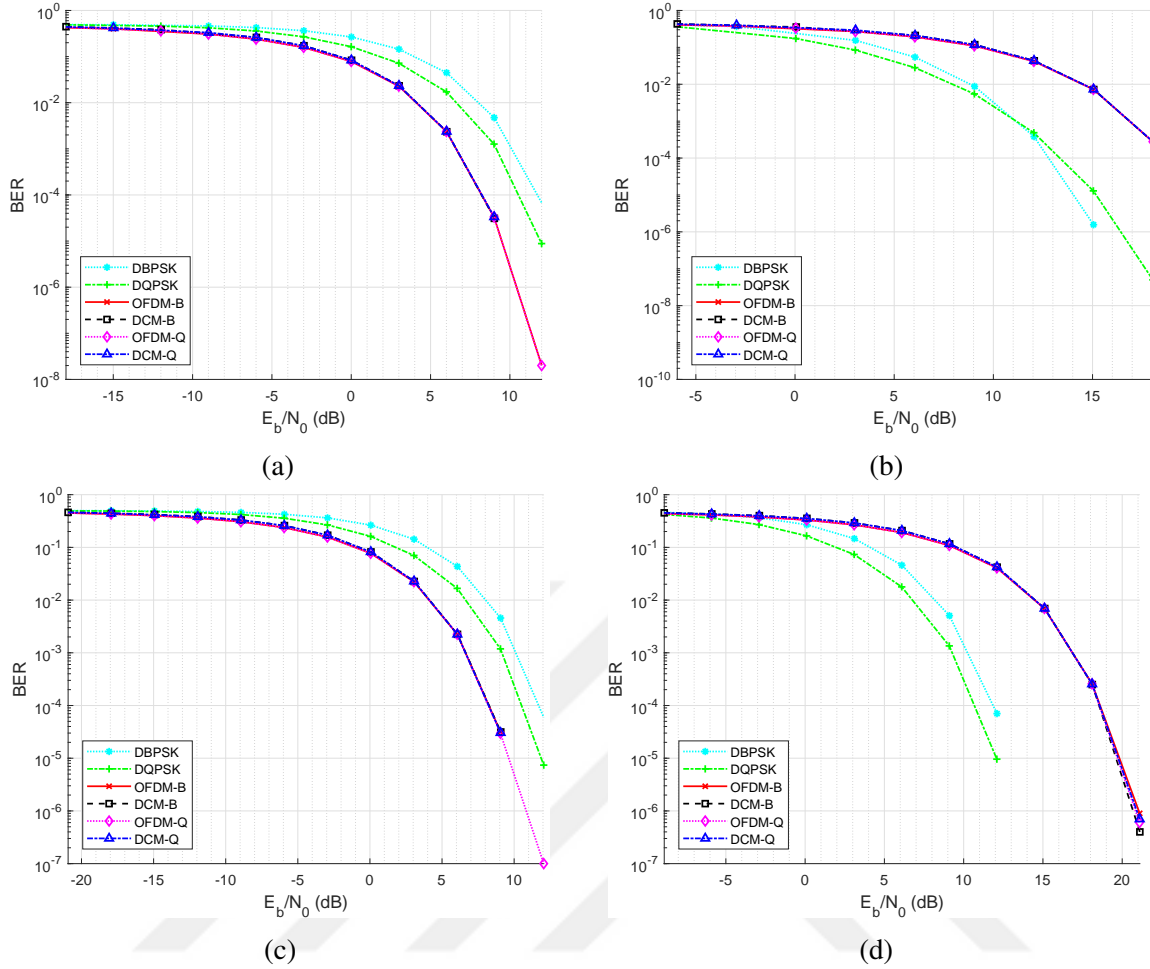 10^0
10^-2
10^-4
10^-6
10^-8
BER
-15 -10 -5 0 5 10
E_b/N_0 (dB)
DBPSK
DQPSK
OFDM-B
DCM-B
OFDM-Q
DCM-Q
(a)
10^0
10^-2
10^-4
10^-6
10^-8
10^-10
BER
-5 0 5 10 15
E_b/N_0 (dB)
DBPSK
DQPSK
OFDM-B
DCM-B
OFDM-Q
DCM-Q
(b)
10^0
10^-1
10^-2
10^-3
10^-4
10^-5
10^-6
10^-7
BER
-20 -15 -10 -5 0 5 10
E_b/N_0 (dB)
DBPSK
DQPSK
OFDM-B
DCM-B
OFDM-Q
DCM-Q
(c)
10^0
10^-1
10^-2
10^-3
10^-4
10^-5
10^-6
10^-7
BER
-5 0 5 10 15 20
E_b/N_0 (dB)
DBPSK
DQPSK
OFDM-B
DCM-B
OFDM-Q
DCM-Q
(d)